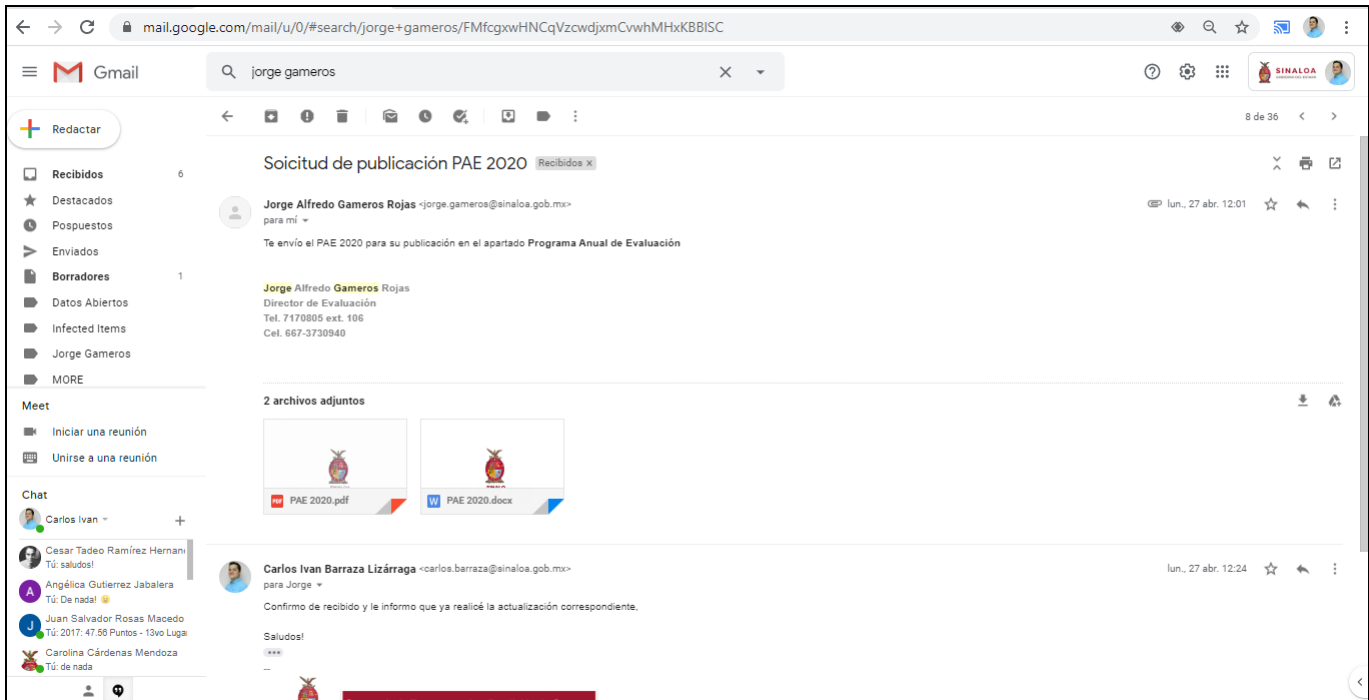 mail.google.com/mail/u/0/#search/jorge+gameros/FMfcgxwHNCqVzcwdjxmCvwhMHxKBBlSC
Gmail
jorge gameros
SINALOA
Redactar
8 de 36
Recibidos 6
Destacados
Pospuestos
Enviados
Borradores 1
Datos Abiertos
Infected Items
Jorge Gameros
MORE
Meet
Iniciar una reunión
Unirse a una reunión
Chat
Carlos Ivan
Cesar Tadeo Ramírez Hernan
Tú: saludos!
A
Angélica Gutierrez Jabalera
Tú: De nada!
J
Juan Salvador Rosas Macedo
Tú: 2017: 47.56 Puntos - 13vo Lugar
Carolina Cárdenas Mendoza
Tú: de nada
Soicitud de publicación PAE 2020 Recibidos x
Jorge Alfredo Gameros Rojas <jorge.gameros@sinaloa.gob.mx> lun., 27 abr. 12:01
para mí
Te envío el PAE 2020 para su publicación en el apartado Programa Anual de Evaluación
Jorge Alfredo Gameros Rojas
Director de Evaluación
Tel. 7170805 ext. 106
Cel. 667-3730940
2 archivos adjuntos
PDF PAE 2020.pdf
W PAE 2020.docx
Carlos Ivan Barraza Lizárraga <carlos.barraza@sinaloa.gob.mx> lun., 27 abr. 12:24
para Jorge
Confirmo de recibido y le informo que ya realicé la actualización correspondiente,
Saludos!
--